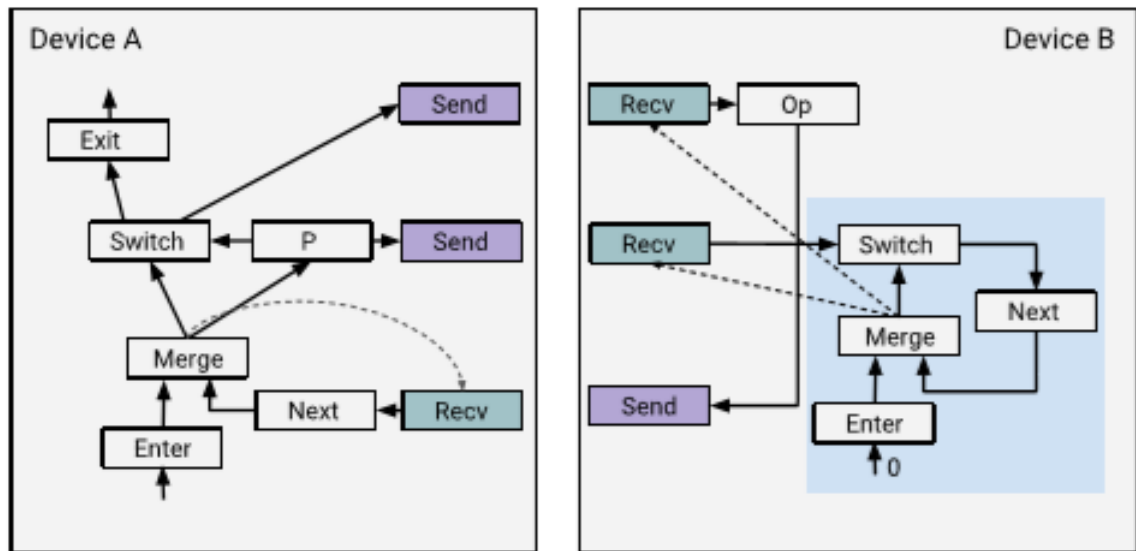 Device A
Send
Exit
Switch
P
Send
Merge
Next
Recv
Enter
Device B
Recv
Op
Recv
Switch
Next
Merge
Send
Enter
0